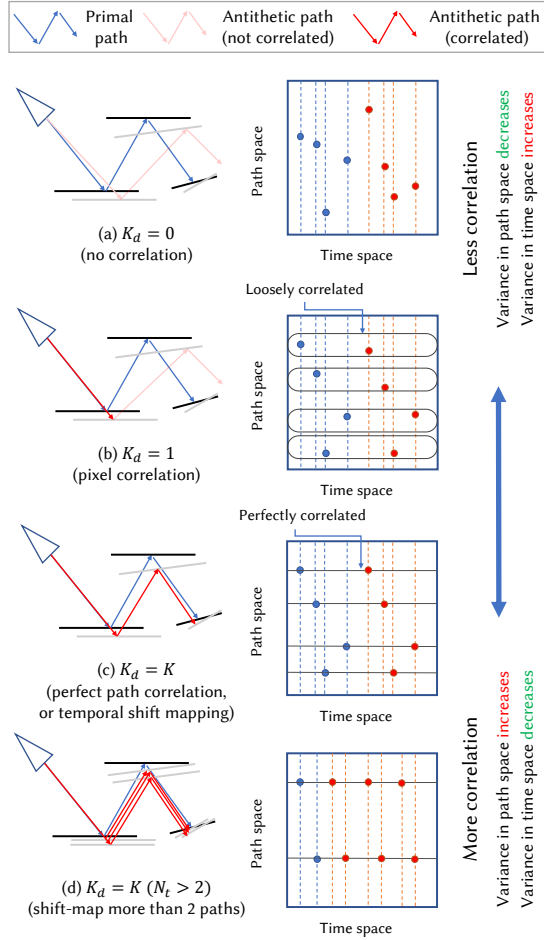 Primal
path
Antithetic path
(not correlated)
Antithetic path
(correlated)
Path space
Time space
(a) K_d = 0
(no correlation)
Less correlation
Variance in path space decreases
Variance in time space increases
Loosely correlated
Path space
Time space
(b) K_d = 1
(pixel correlation)
Perfectly correlated
Path space
Time space
(c) K_d = K
(perfect path correlation,
or temporal shift mapping)
More correlation
Variance in path space increases
Variance in time space decreases
Path space
Time space
(d) K_d = K (N_t > 2)
(shift-map more than 2 paths)